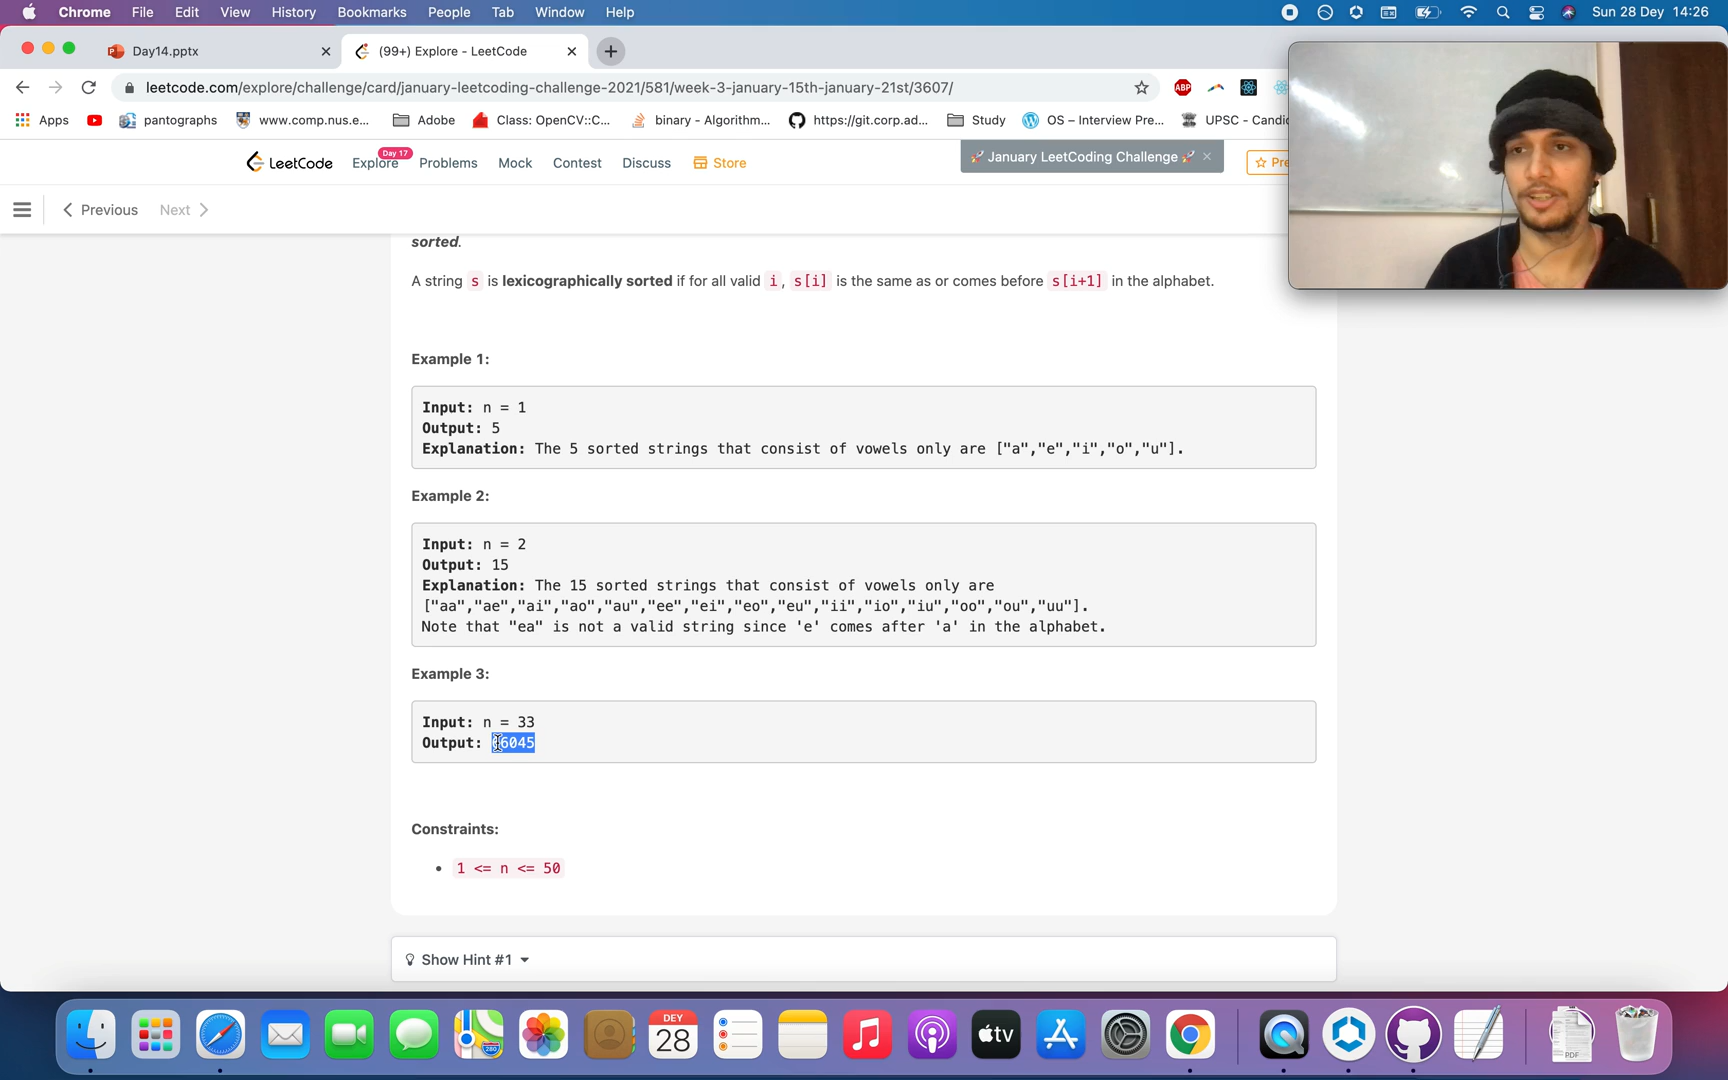 Chrome File Edit View History Bookmarks People Tab Window Help
Sun 28 Dey 14:26
Day14.pptx
(99+) Explore - LeetCode
leetcode.com/explore/challenge/card/january-leetcoding-challenge-2021/581/week-3-january-15th-january-21st/3607/
ABP
Apps pantographs www.comp.nus.e... Adobe Class: OpenCV::C... binary - Algorithm... https://git.corp.ad... Study OS – Interview Pre... UPSC - Candi
LeetCode Explore Day 17 Problems Mock Contest Discuss Store
🚀 January LeetCoding Challenge 🚀 ×
Pre
Previous Next
sorted.
A string s is lexicographically sorted if for all valid i, s[i] is the same as or comes before s[i+1] in the alphabet.
Example 1:
Input: n = 1
Output: 5
Explanation: The 5 sorted strings that consist of vowels only are ["a","e","i","o","u"].
Example 2:
Input: n = 2
Output: 15
Explanation: The 15 sorted strings that consist of vowels only are
["aa","ae","ai","ao","au","ee","ei","eo","eu","ii","io","iu","oo","ou","uu"].
Note that "ea" is not a valid string since 'e' comes after 'a' in the alphabet.
Example 3:
Input: n = 33
Output: 66045
Constraints:
• 1 <= n <= 50
Show Hint #1
DEY
28
tv
PDF